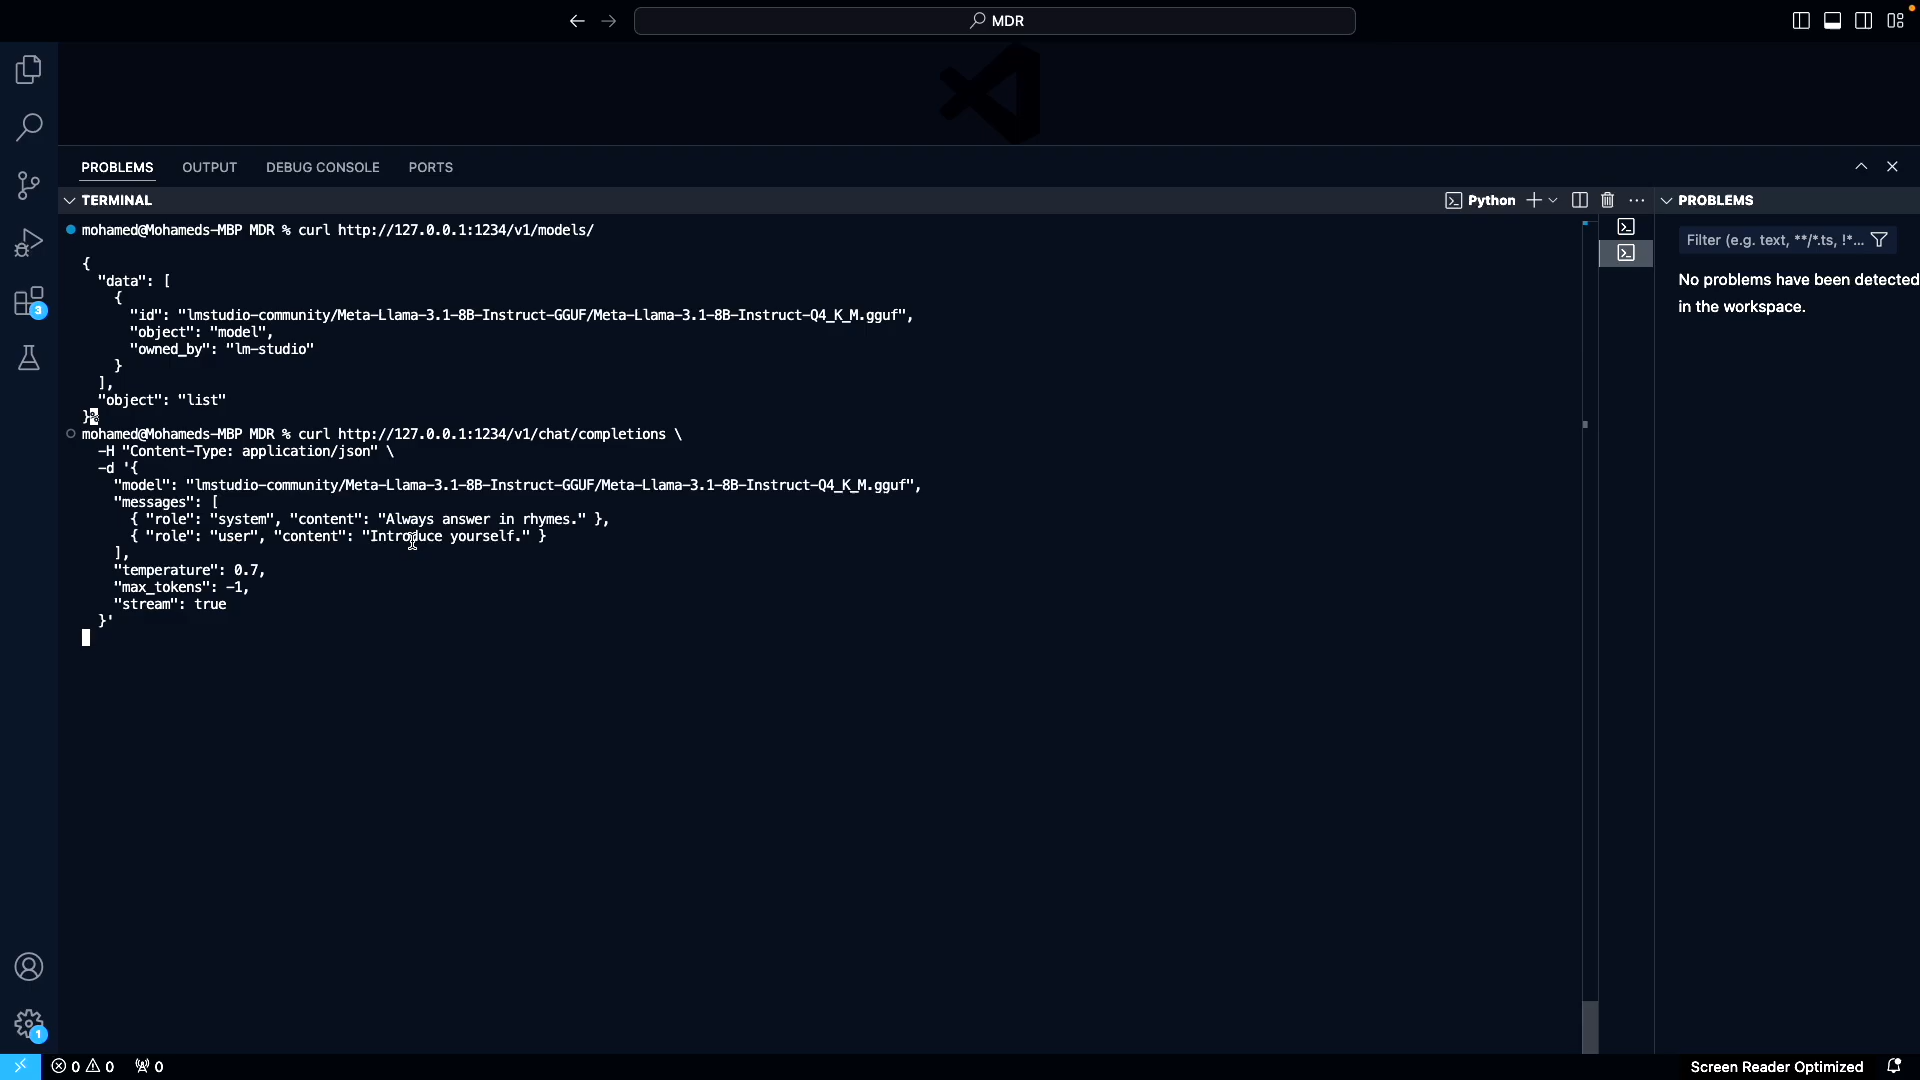 MDR
PROBLEMS OUTPUT DEBUG CONSOLE PORTS
TERMINAL
Python
PROBLEMS
mohamed@Mohameds-MBP MDR % curl http://127.0.0.1:1234/v1/models/
{
"data": [
{
"id": "lmstudio-community/Meta-Llama-3.1-8B-Instruct-GGUF/Meta-Llama-3.1-8B-Instruct-Q4_K_M.gguf",
"object": "model",
"owned_by": "lm-studio"
}
],
"object": "list"
}%
mohamed@Mohameds-MBP MDR % curl http://127.0.0.1:1234/v1/chat/completions \
-H "Content-Type: application/json" \
-d '{
"model": "lmstudio-community/Meta-Llama-3.1-8B-Instruct-GGUF/Meta-Llama-3.1-8B-Instruct-Q4_K_M.gguf",
"messages": [
{ "role": "system", "content": "Always answer in rhymes." },
{ "role": "user", "content": "Introduce yourself." }
],
"temperature": 0.7,
"max_tokens": -1,
"stream": true
}'
Filter (e.g. text, **/*.ts, !*...
No problems have been detected
in the workspace.
3
1
0 0 0
Screen Reader Optimized